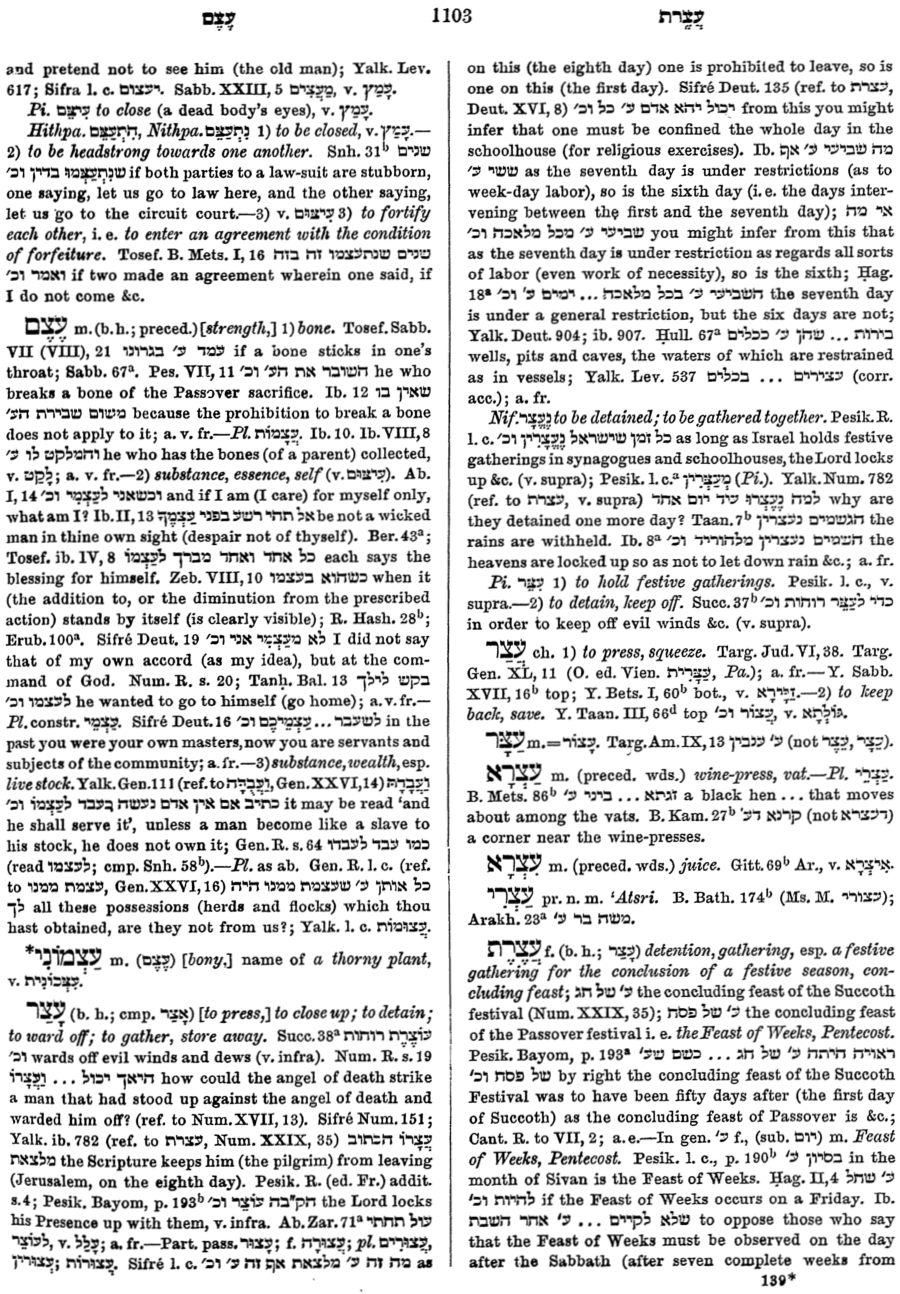 עָצֶם
1103
עֲצֶרֶת
and pretend not to see him (the old man); Yalk. Lev.
617; Sifra l. c. יעצום. Sabb. XXIII, 5 מְעַצְּמִים, v. עָמַץ.
Pi. עִיצֵּם to close (a dead body's eyes), v. עָמַץ.
Hithpa. הִתְעַצֵּם, Nithpa. נִתְעַצֵּם 1) to be closed, v. עָמַץ.—
2) to be headstrong towards one another. Snh. 31ᵇ שנים
שנִתְעַצְּמוּ בדין וכ׳ if both parties to a law-suit are stubborn,
one saying, let us go to law here, and the other saying,
let us go to the circuit court.—3) v. עִיצּוּם 3) to fortify
each other, i. e. to enter an agreement with the condition
of forfeiture. Tosef. B. Mets. I, 16 שנים שנתעצמו זה בזה
ואמר וכ׳ if two made an agreement wherein one said, if
I do not come &c.
עֶצֶם m. (b. h.; preced.) [strength,] 1) bone. Tosef. Sabb.
VII (VIII), 21 עמד ע׳ בגרונו if a bone sticks in one's
throat; Sabb. 67ᵃ. Pes. VII, 11 השובר את הע׳ וכ׳ he who
breaks a bone of the Passover sacrifice. Ib. 12 שאין בו
משום שבירת הע׳ because the prohibition to break a bone
does not apply to it; a. v. fr.—Pl. עֲצָמוֹת. Ib. 10. Ib. VIII, 8
והמלקט לו ע׳ he who has the bones (of a parent) collected,
v. לָקַט; a. v. fr.—2) substance, essence, self (v. עִיצּוּם). Ab.
I, 14 וכשאני לעַצְמִי וכ׳ and if I am (I care) for myself only,
what am I? Ib. II, 13 אל תהי רשע בפני עַצְמְךָ be not a wicked
man in thine own sight (despair not of thyself). Ber. 43ᵃ;
Tosef. ib. IV, 8 כל אחד ואחד מברך לעַצְמוֹ each says the
blessing for himself. Zeb. VIII, 10 כשהוא בעצמו when it
(the addition to, or the diminution from the prescribed
action) stands by itself (is clearly visible); R. Hash. 28ᵇ;
Erub. 100ᵃ. Sifré Deut. 19 לא מעַצְמִי אני וכ׳ I did not say
that of my own accord (as my idea), but at the com-
mand of God. Num. R. s. 20; Tanḥ. Bal. 13 בקש לילך
לעצמו וכ׳ he wanted to go to himself (go home); a. v. fr.—
Pl. constr. עַצְמֵי. Sifré Deut. 16 לשעבר ... עַצְמֵיכֶם וכ׳ in the
past you were your own masters, now you are servants and
subjects of the community; a. fr.—3) substance, wealth, esp.
live stock. Yalk. Gen. 111 (ref. to וַעֲבֻדָּה, Gen. XXVI, 14) וַעֲבָדָהּ
כתיב אם אין אדם נעשה כעבד לעַצְמוֹ וכ׳ it may be read 'and
he shall serve it', unless a man become like a slave to
his stock, he does not own it; Gen. R. s. 64 כמו עבד לעבדו
(read לעצמו; cmp. Snh. 58ᵇ).—Pl. as ab. Gen. R. l. c. (ref.
to עצמת ממנו, Gen. XXVI, 16) כל אותן ע׳ שעצמת ממנו היה
לך all these possessions (herds and flocks) which thou
hast obtained, are they not from us?; Yalk. l. c. עֲצוּמוֹת.
*עַצְמוֹנִי m. (עֶצֶם) [bony,] name of a thorny plant,
v. עַכְּבוֹנִית.
עָצַר (b. h.; cmp. אָצַר) [to press,] to close up; to detain;
to ward off; to gather, store away. Succ. 38ᵃ עוֹצֶרֶת רוחות
וכ׳ wards off evil winds and dews (v. infra). Num. R. s. 19
היאך יכול ... וַעֲצָרוֹ how could the angel of death strike
a man that had stood up against the angel of death and
warded him off? (ref. to Num. XVII, 13). Sifré Num. 151;
Yalk. ib. 782 (ref. to עצרת, Num. XXIX, 35) עֲצָרוֹ הכתוב
מלצאת the Scripture keeps him (the pilgrim) from leaving
(Jerusalem, on the eighth day). Pesik. R. (ed. Fr.) addit.
s. 4; Pesik. Bayom, p. 193ᵇ הק״בה עוֹצֵר וכ׳ the Lord locks
his Presence up with them, v. infra. Ab. Zar. 71ᵃ עול תחתי
לעוֹצֵר, v. עָלַל; a. fr.—Part. pass. עָצוּר; f. עֲצוּרָה; pl. עֲצוּרִים,
עֲצוּרִין; עֲצוּרוֹת. Sifré l. c. מה זה ע׳ מלצאת אף זה ע׳ וכ׳ as
on this (the eighth day) one is prohibited to leave, so is
one on this (the first day). Sifré Deut. 135 (ref. to עצרת,
Deut. XVI, 8) יכול יהא אדם ע׳ כל וכ׳ from this you might
infer that one must be confined the whole day in the
schoolhouse (for religious exercises). Ib. מה שביעי ע׳ אף
ששי ע׳ as the seventh day is under restrictions (as to
week-day labor), so is the sixth day (i. e. the days inter-
vening between the first and the seventh day); אי מה
שביעי ע׳ מכל מלאכה וכ׳ you might infer from this that
as the seventh day is under restriction as regards all sorts
of labor (even work of necessity), so is the sixth; Ḥag.
18ᵃ השביעי ע׳ בכל מלאכה ... ימים ע׳ וכ׳ the seventh day
is under a general restriction, but the six days are not;
Yalk. Deut. 904; ib. 907. Ḥull. 67ᵃ בורות ... שהן ע׳ ככלים
wells, pits and caves, the waters of which are restrained
as in vessels; Yalk. Lev. 537 עצירים ... בכלים (corr.
acc.); a. fr.
Nif. נֶעֱצָר to be detained; to be gathered together. Pesik. R.
l. c. כל זמן שישראל נֶעֱצָרִין וכ׳ as long as Israel holds festive
gatherings in synagogues and schoolhouses, the Lord locks
up &c. (v. supra); Pesik. l. c.ᵃ מְעַצְּרִין (Pi.). Yalk. Num. 782
(ref. to עצרת, v. supra) למה נֶעֶצְרוּ עוד יום אחד why are
they detained one more day? Taan. 7ᵇ הגשמים נעצרין the
rains are withheld. Ib. 8ᵃ השמים נעצרין מלהוריד וכ׳ the
heavens are locked up so as not to let down rain &c.; a. fr.
Pi. עִצֵּר 1) to hold festive gatherings. Pesik. l. c., v.
supra.—2) to detain, keep off. Succ. 37ᵇ כדי לעַצֵּר רוחות וכ׳
in order to keep off evil winds &c. (v. supra).
עֲצַר ch. 1) to press, squeeze. Targ. Jud. VI, 38. Targ.
Gen. XL, 11 (O. ed. Vien. עַצָּרִית, Pa.); a. fr.—Y. Sabb.
XVII, 16ᵇ top; Y. Bets. I, 60ᵇ bot., v. זְמִירָא.—2) to keep
back, save. Y. Taan. III, 66ᵈ top עֲצוֹר וכ׳, v. גּוּלְּתָא.
עַצָּר m.=עָצוֹר. Targ. Am. IX, 13 ע׳ ענבין (not עָצֵר, קַצָר).
עַצְרָא m. (preced. wds.) wine-press, vat.—Pl. עַצְרֵי.
B. Mets. 86ᵇ זגתא ... ביני ע׳ a black hen ... that moves
about among the vats. B. Kam. 27ᵇ קרנא דע׳ (not דעצרא)
a corner near the wine-presses.
עִצְרָא m. (preced. wds.) juice. Gitt. 69ᵇ Ar., v. אִיצְרָא.
עַצְרִי pr. n. m. 'Atsri. B. Bath. 174ᵇ (Ms. M. עצורי);
Arakh. 23ᵃ משה בר ע׳.
עֲצֶרֶת f. (b. h.; עָצַר) detention, gathering, esp. a festive
gathering for the conclusion of a festive season, con-
cluding feast; ע׳ של חג the concluding feast of the Succoth
festival (Num. XXIX, 35); ע׳ של פסח the concluding feast
of the Passover festival i. e. the Feast of Weeks, Pentecost.
Pesik. Bayom, p. 193ᵃ ראויה היתה ע׳ של חג ... כשם שע׳
של פסח וכ׳ by right the concluding feast of the Succoth
Festival was to have been fifty days after (the first day
of Succoth) as the concluding feast of Passover is &c.;
Cant. R. to VII, 2; a. e.—In gen. ע׳ f., (sub. יום) m. Feast
of Weeks, Pentecost. Pesik. l. c., p. 190ᵇ בסיון ע׳ in the
month of Sivan is the Feast of Weeks. Ḥag. II, 4 ע׳ שחל
להיות וכ׳ if the Feast of Weeks occurs on a Friday. Ib.
שלא לקיים ... ע׳ אחר השבת to oppose those who say
that the Feast of Weeks must be observed on the day
after the Sabbath (after seven complete weeks from
139*